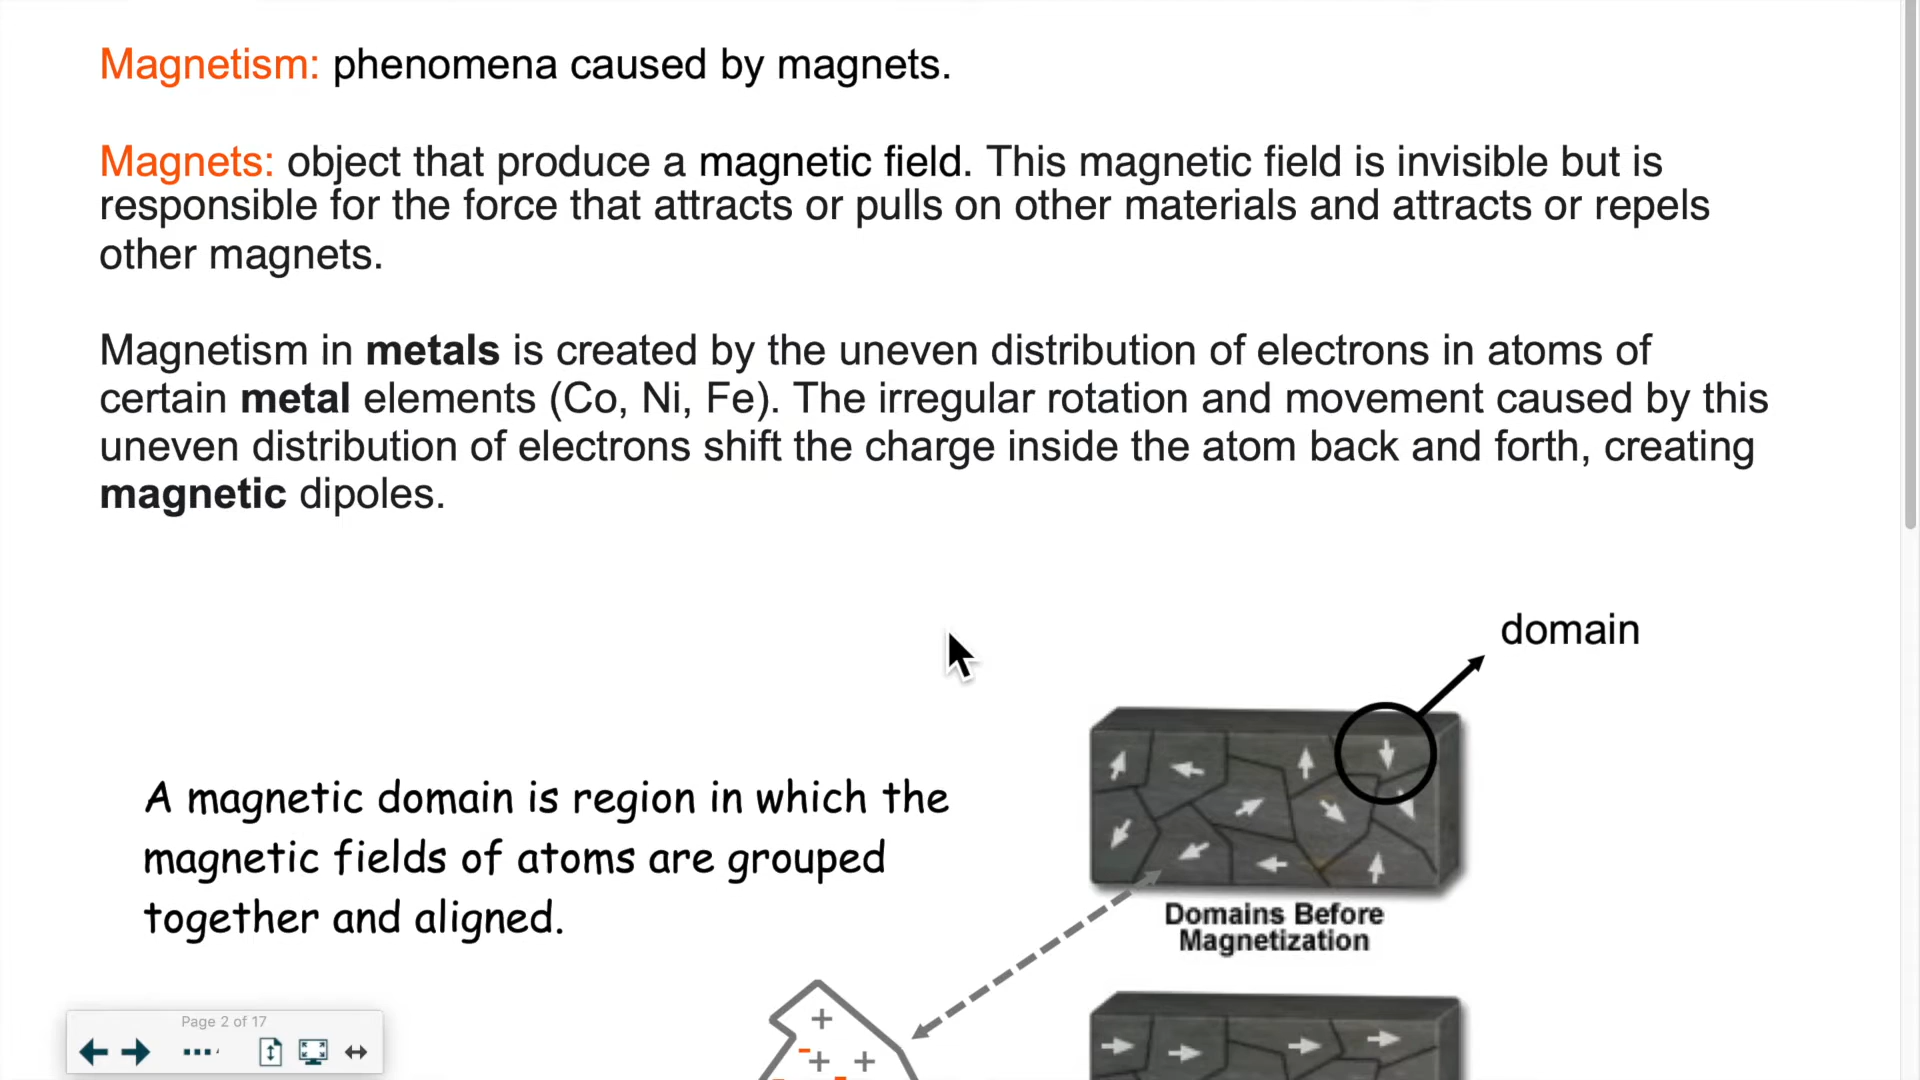 Magnetism: phenomena caused by magnets.
Magnets: object that produce a magnetic field. This magnetic field is invisible but is
responsible for the force that attracts or pulls on other materials and attracts or repels
other magnets.
Magnetism in metals is created by the uneven distribution of electrons in atoms of
certain metal elements (Co, Ni, Fe). The irregular rotation and movement caused by this
uneven distribution of electrons shift the charge inside the atom back and forth, creating
magnetic dipoles.
domain
A magnetic domain is region in which the
magnetic fields of atoms are grouped
together and aligned.
Domains Before
Magnetization
+
- + +
-
Page 2 of 17